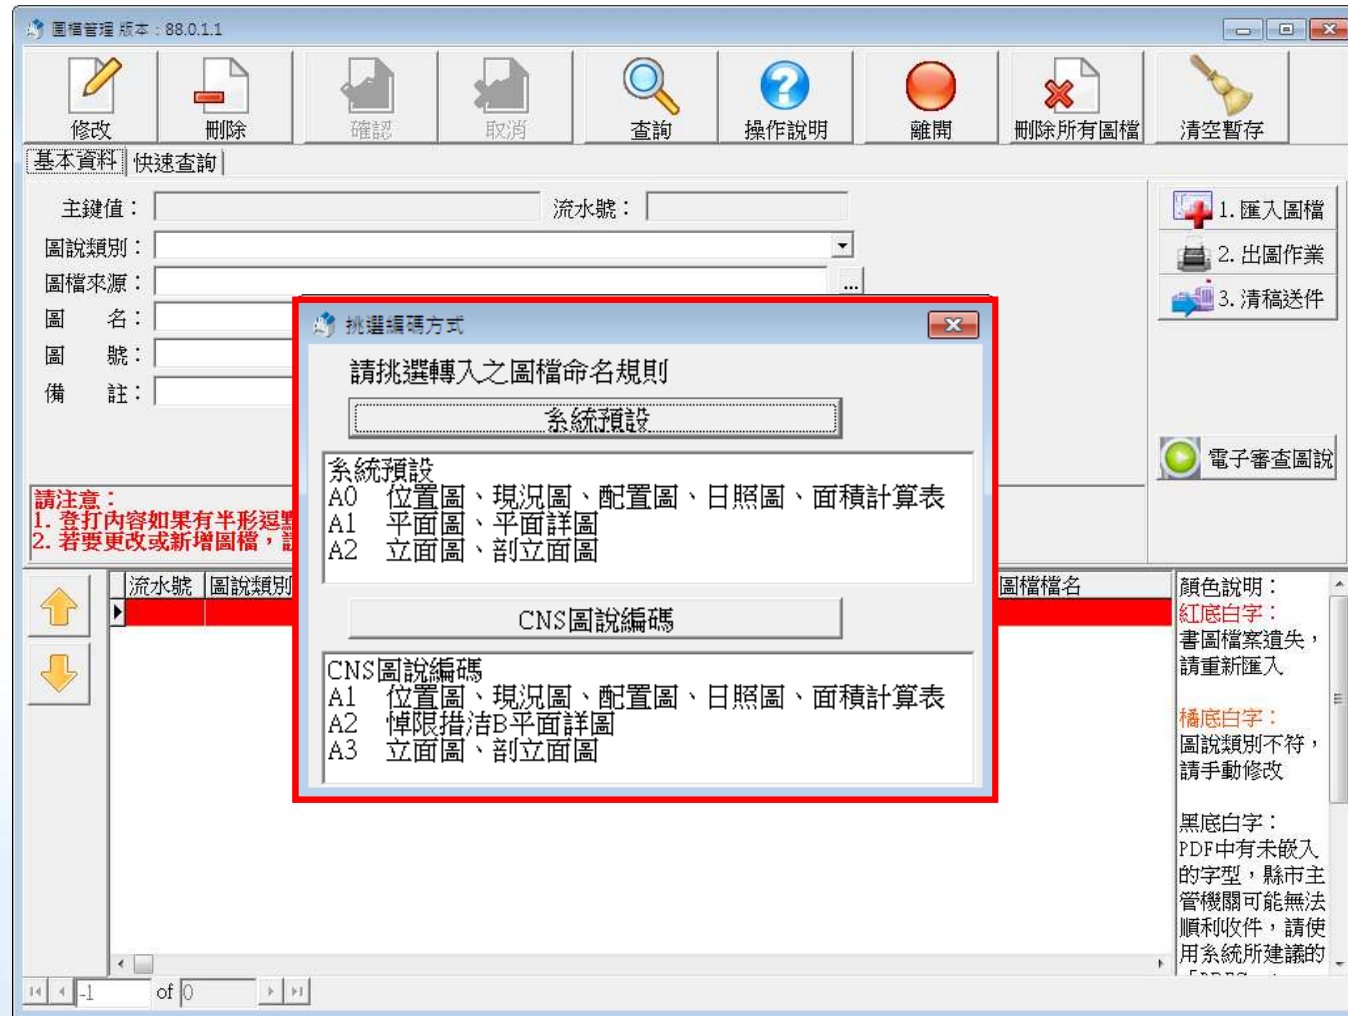 圖檔管理 版本：88.0.1.1
修改
刪除
確認
取消
查詢
操作說明
離開
刪除所有圖檔
清空暫存
基本資料
快速查詢
主鍵值：
流水號：
圖說類別：
圖檔來源：
...
圖　名：
圖　號：
備　註：
1. 匯入圖檔
2. 出圖作業
3. 清稿送件
電子審查圖說
請注意：
1. 登打內容如果有半形逗
2. 若要更改或新增圖檔，
挑選編碼方式
請挑選轉入之圖檔命名規則
系統預設
系統預設
A0　位置圖、現況圖、配置圖、日照圖、面積計算表
A1　平面圖、平面詳圖
A2　立面圖、剖立面圖
CNS圖說編碼
CNS圖說編碼
A1　位置圖、現況圖、配置圖、日照圖、面積計算表
A2　悼限措洁B平面詳圖
A3　立面圖、剖立面圖
流水號
圖說類別
圖檔檔名
顏色說明：
紅底白字：
書圖檔案遺失，
請重新匯入
橘底白字：
圖說類別不符，
請手動修改
黑底白字：
PDF中有未嵌入
的字型，縣市主
管機關可能無法
順利收件，請使
用系統所建議的
-1
of 0